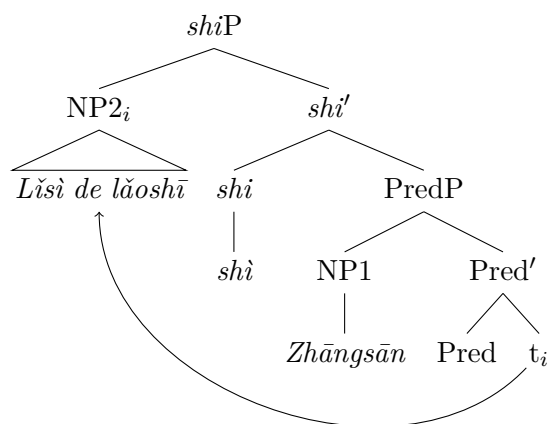 shiP
NP2i shi′
Lǐsì de lǎoshī shi PredP
shì NP1 Pred′
Zhāngsān Pred ti